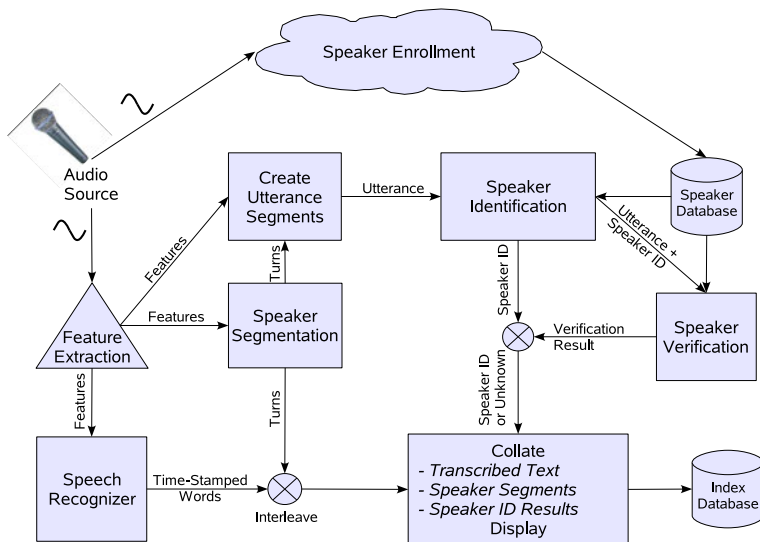 Speaker Enrollment
Audio
Source
Create
Utterance
Segments
Utterance
Speaker
Identification
Speaker
Database
Utterance +
Speaker ID
Features
Turns
Speaker ID
Feature
Extraction
Features
Speaker
Segmentation
Verification
Result
Speaker
Verification
Features
Turns
Speaker ID
or Unknown
Speech
Recognizer
Time-Stamped
Words
Interleave
Collate
- Transcribed Text
- Speaker Segments
- Speaker ID Results
Display
Index
Database